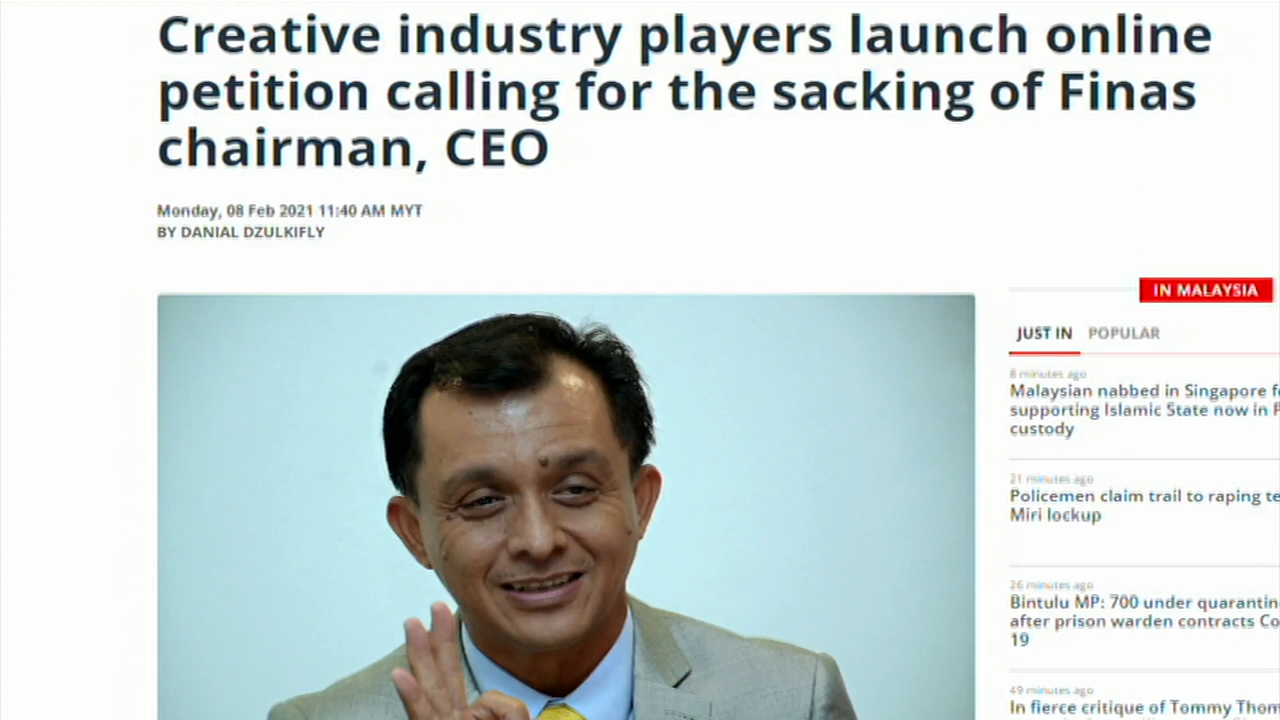 Creative industry players launch online
petition calling for the sacking of Finas
chairman, CEO
Monday, 08 Feb 2021 11:40 AM MYT
BY DANIAL DZULKIFLY
IN MALAYSIA
JUST IN POPULAR
8 minutes ago
Malaysian nabbed in Singapore
supporting Islamic State now in
custody
21 minutes ago
Policemen claim trail to raping
Miri lockup
26 minutes ago
Bintulu MP: 700 under
after prison warden contracts
19
49 minutes ago
In fierce critique of Tommy